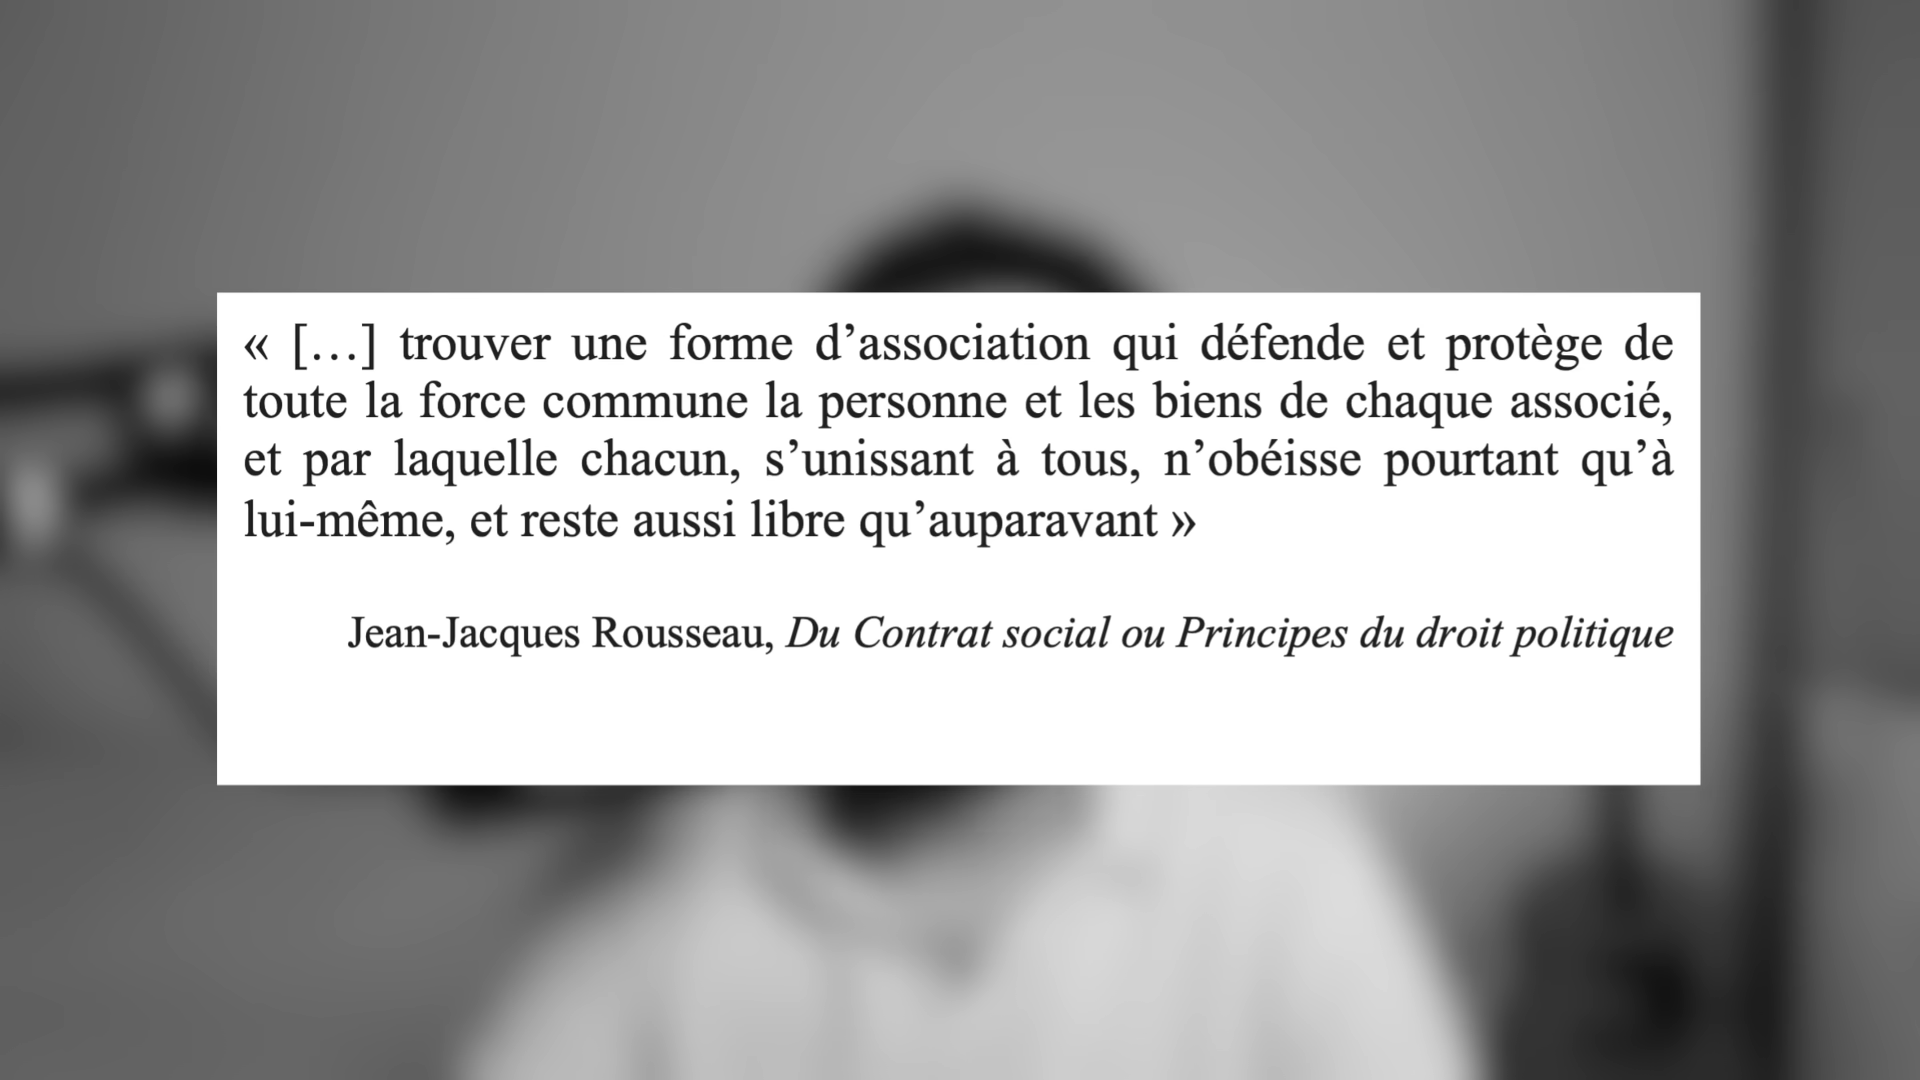 « […] trouver une forme d’association qui défende et protège de
toute la force commune la personne et les biens de chaque associé,
et par laquelle chacun, s’unissant à tous, n’obéisse pourtant qu’à
lui-même, et reste aussi libre qu’auparavant »
Jean-Jacques Rousseau, Du Contrat social ou Principes du droit politique